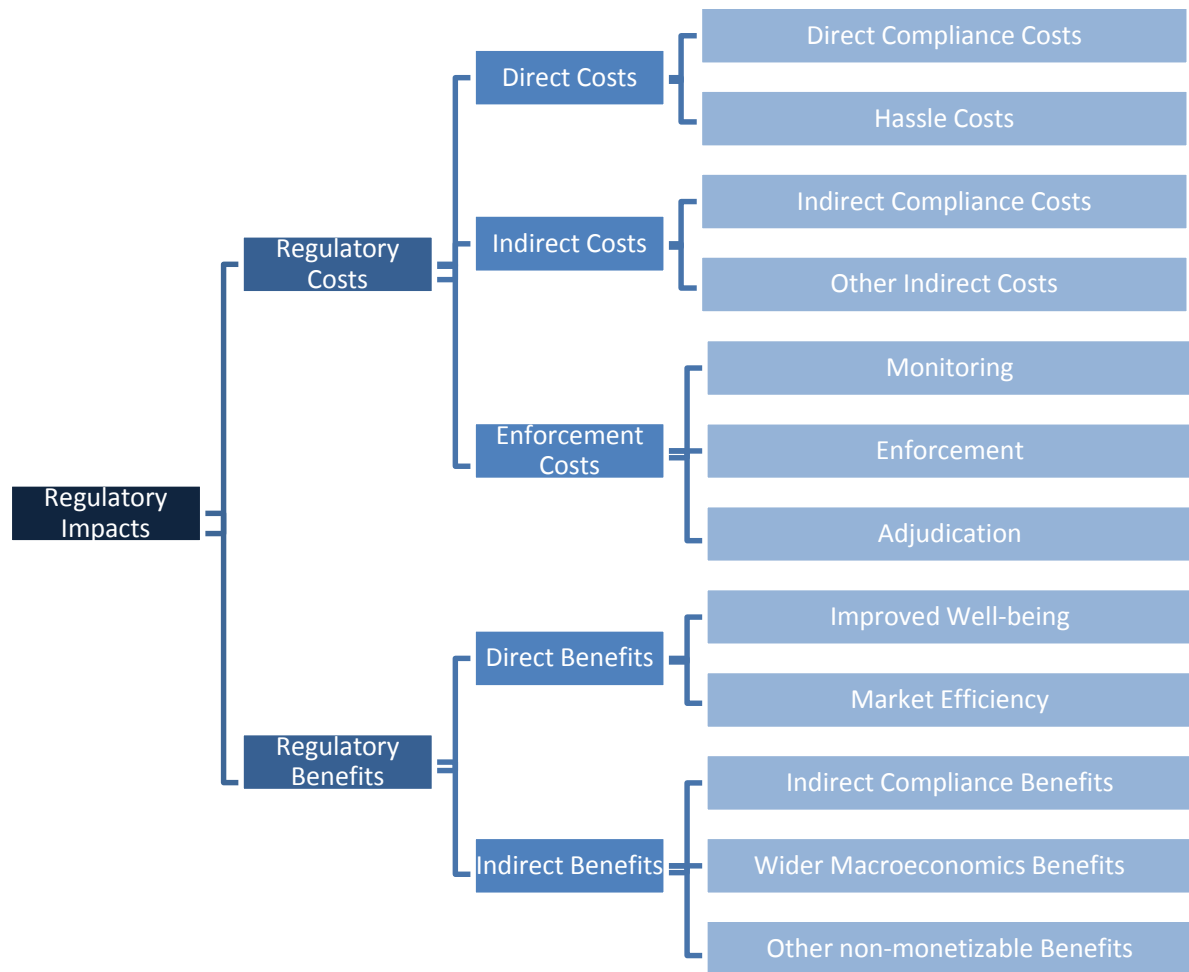 Direct Compliance Costs
Direct Costs
Hassle Costs
Indirect Compliance Costs
Regulatory
Costs
Indirect Costs
Other Indirect Costs
Monitoring
Enforcement
Costs
Enforcement
Regulatory
Impacts
Adjudication
Improved Well-being
Direct Benefits
Market Efficiency
Regulatory
Benefits
Indirect Compliance Benefits
Indirect Benefits
Wider Macroeconomics Benefits
Other non-monetizable Benefits